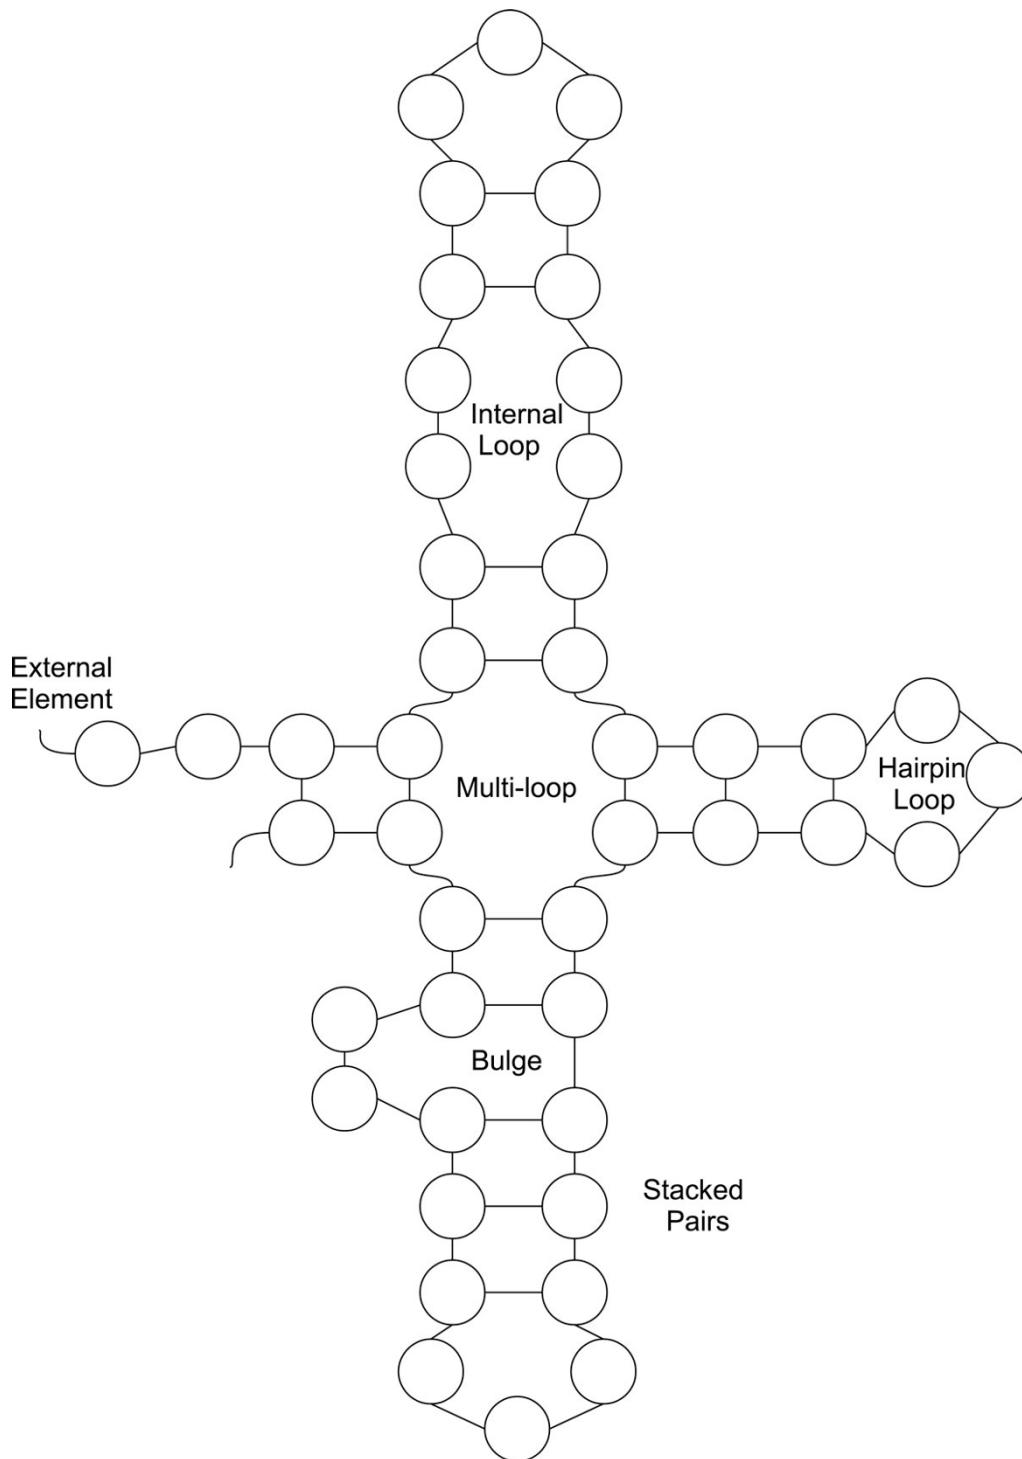 Internal
Loop
External
Element
Multi-loop
Hairpin
Loop
Bulge
Stacked
Pairs